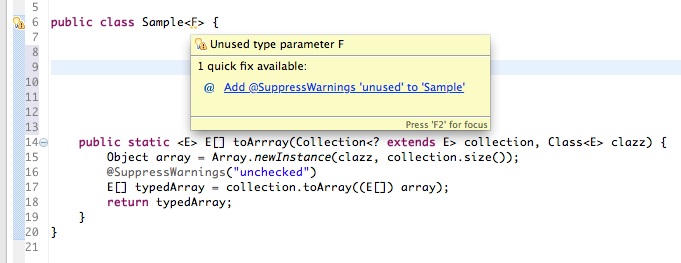 5
6 public class Sample<F> {
7
Unused type parameter F
8
1 quick fix available:
9
10
@ Add @SuppressWarnings 'unused' to 'Sample'
11
12
Press 'F2' for focus
13
14 public static <E> E[] toArrray(Collection<? extends E> collection, Class<E> clazz) {
15 Object array = Array.newInstance(clazz, collection.size());
16 @SuppressWarnings("unchecked")
17 E[] typedArray = collection.toArray((E[]) array);
18 return typedArray;
19 }
20 }
21